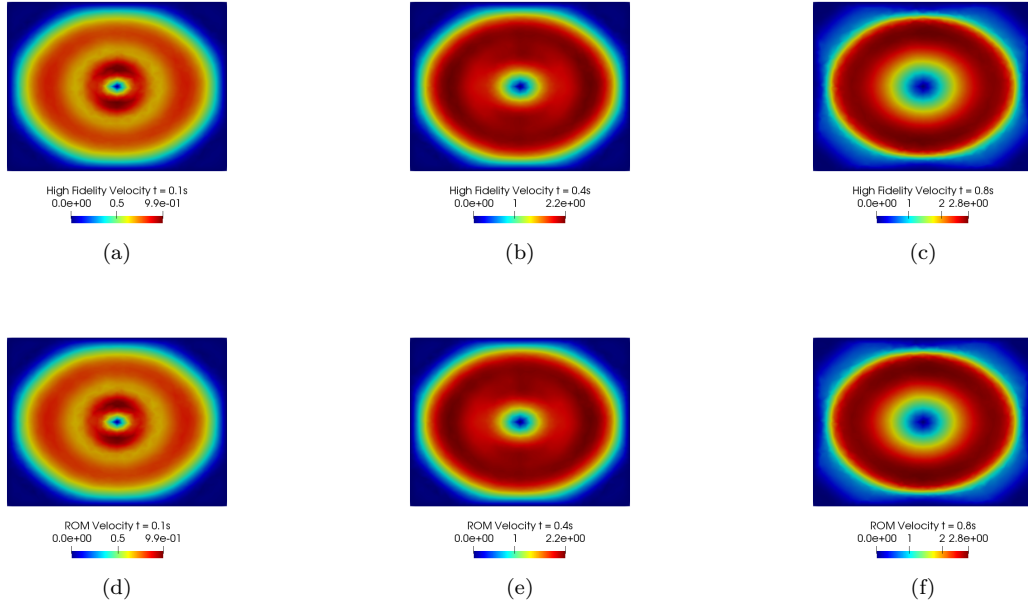 High Fidelity Velocity t = 0.1s
0.0e+00 0.5 9.9e-01
(a)
High Fidelity Velocity t = 0.4s
0.0e+00 1 2.2e+00
(b)
High Fidelity Velocity t = 0.8s
0.0e+00 1 2 2.8e+00
(c)
ROM Velocity t = 0.1s
0.0e+00 0.5 9.9e-01
(d)
ROM Velocity t = 0.4s
0.0e+00 1 2.2e+00
(e)
ROM Velocity t = 0.8s
0.0e+00 1 2 2.8e+00
(f)